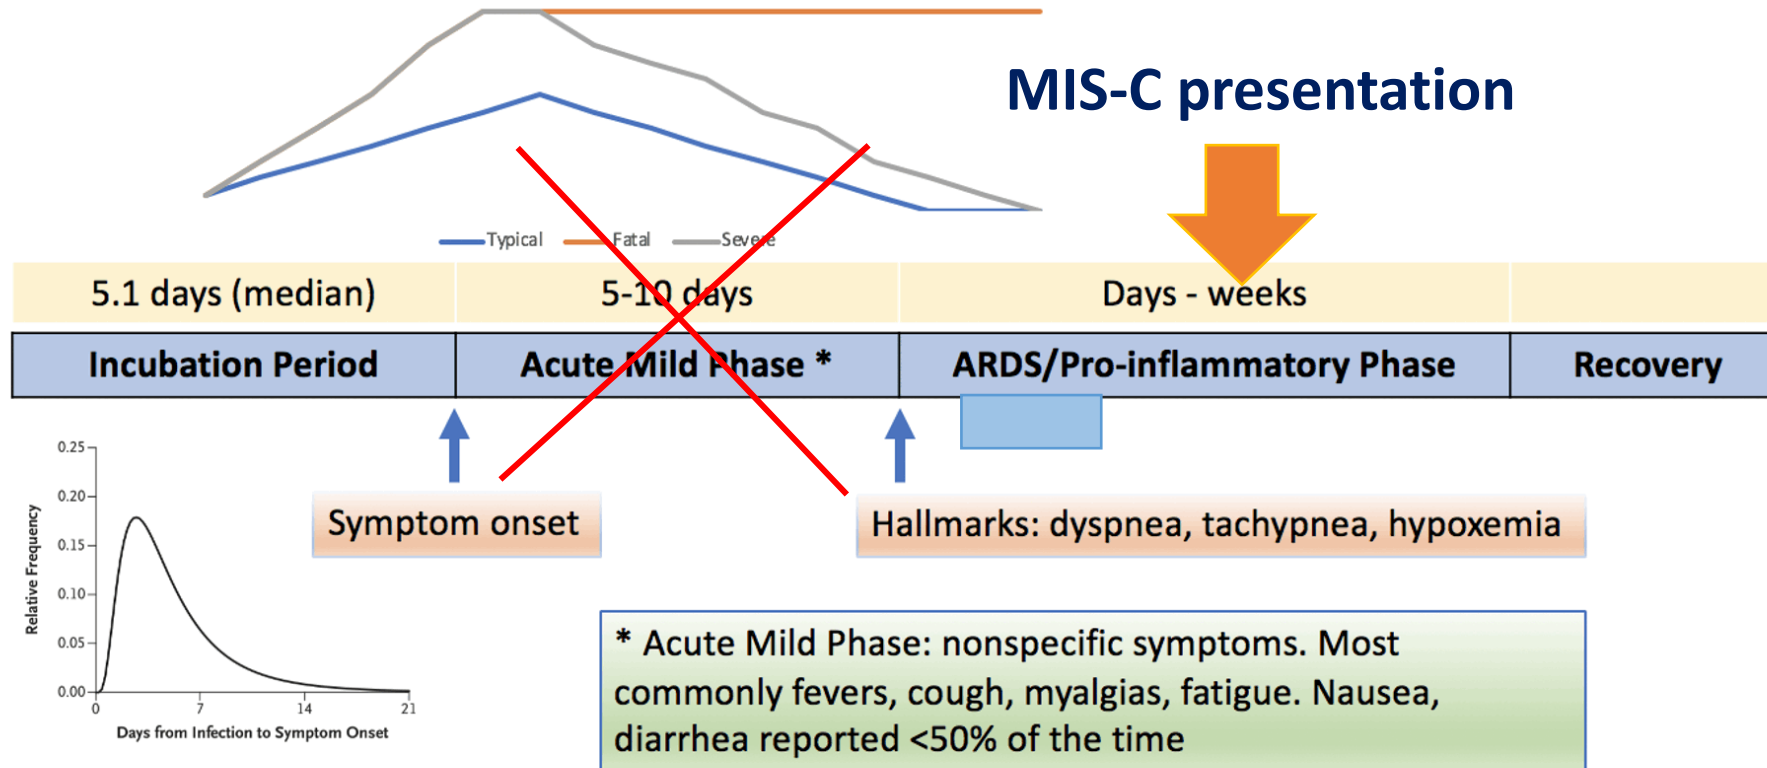 MIS-C presentation
Typical Fatal Severe
5.1 days (median) 5-10 days Days - weeks
Incubation Period Acute Mild Phase * ARDS/Pro-inflammatory Phase Recovery
Symptom onset
Hallmarks: dyspnea, tachypnea, hypoxemia
0.25
0.20
0.15
0.10
0.05
0.00
0 7 14 21
Relative Frequency
Days from Infection to Symptom Onset
* Acute Mild Phase: nonspecific symptoms. Most
commonly fevers, cough, myalgias, fatigue. Nausea,
diarrhea reported <50% of the time